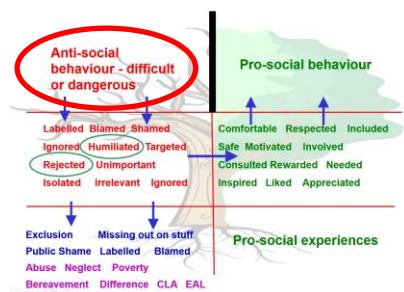 Anti-social
behaviour - difficult
or dangerous
Pro-social behaviour
Labelled Blamed Shamed
Ignored Humiliated Targeted
Rejected Unimportant
Isolated Irrelevant Ignored
Comfortable Respected Included
Safe Motivated Involved
Consulted Rewarded Needed
Inspired Liked Appreciated
Exclusion Missing out on stuff
Public Shame Labelled Blamed
Abuse Neglect Poverty
Bereavement Difference CLA EAL
Pro-social experiences